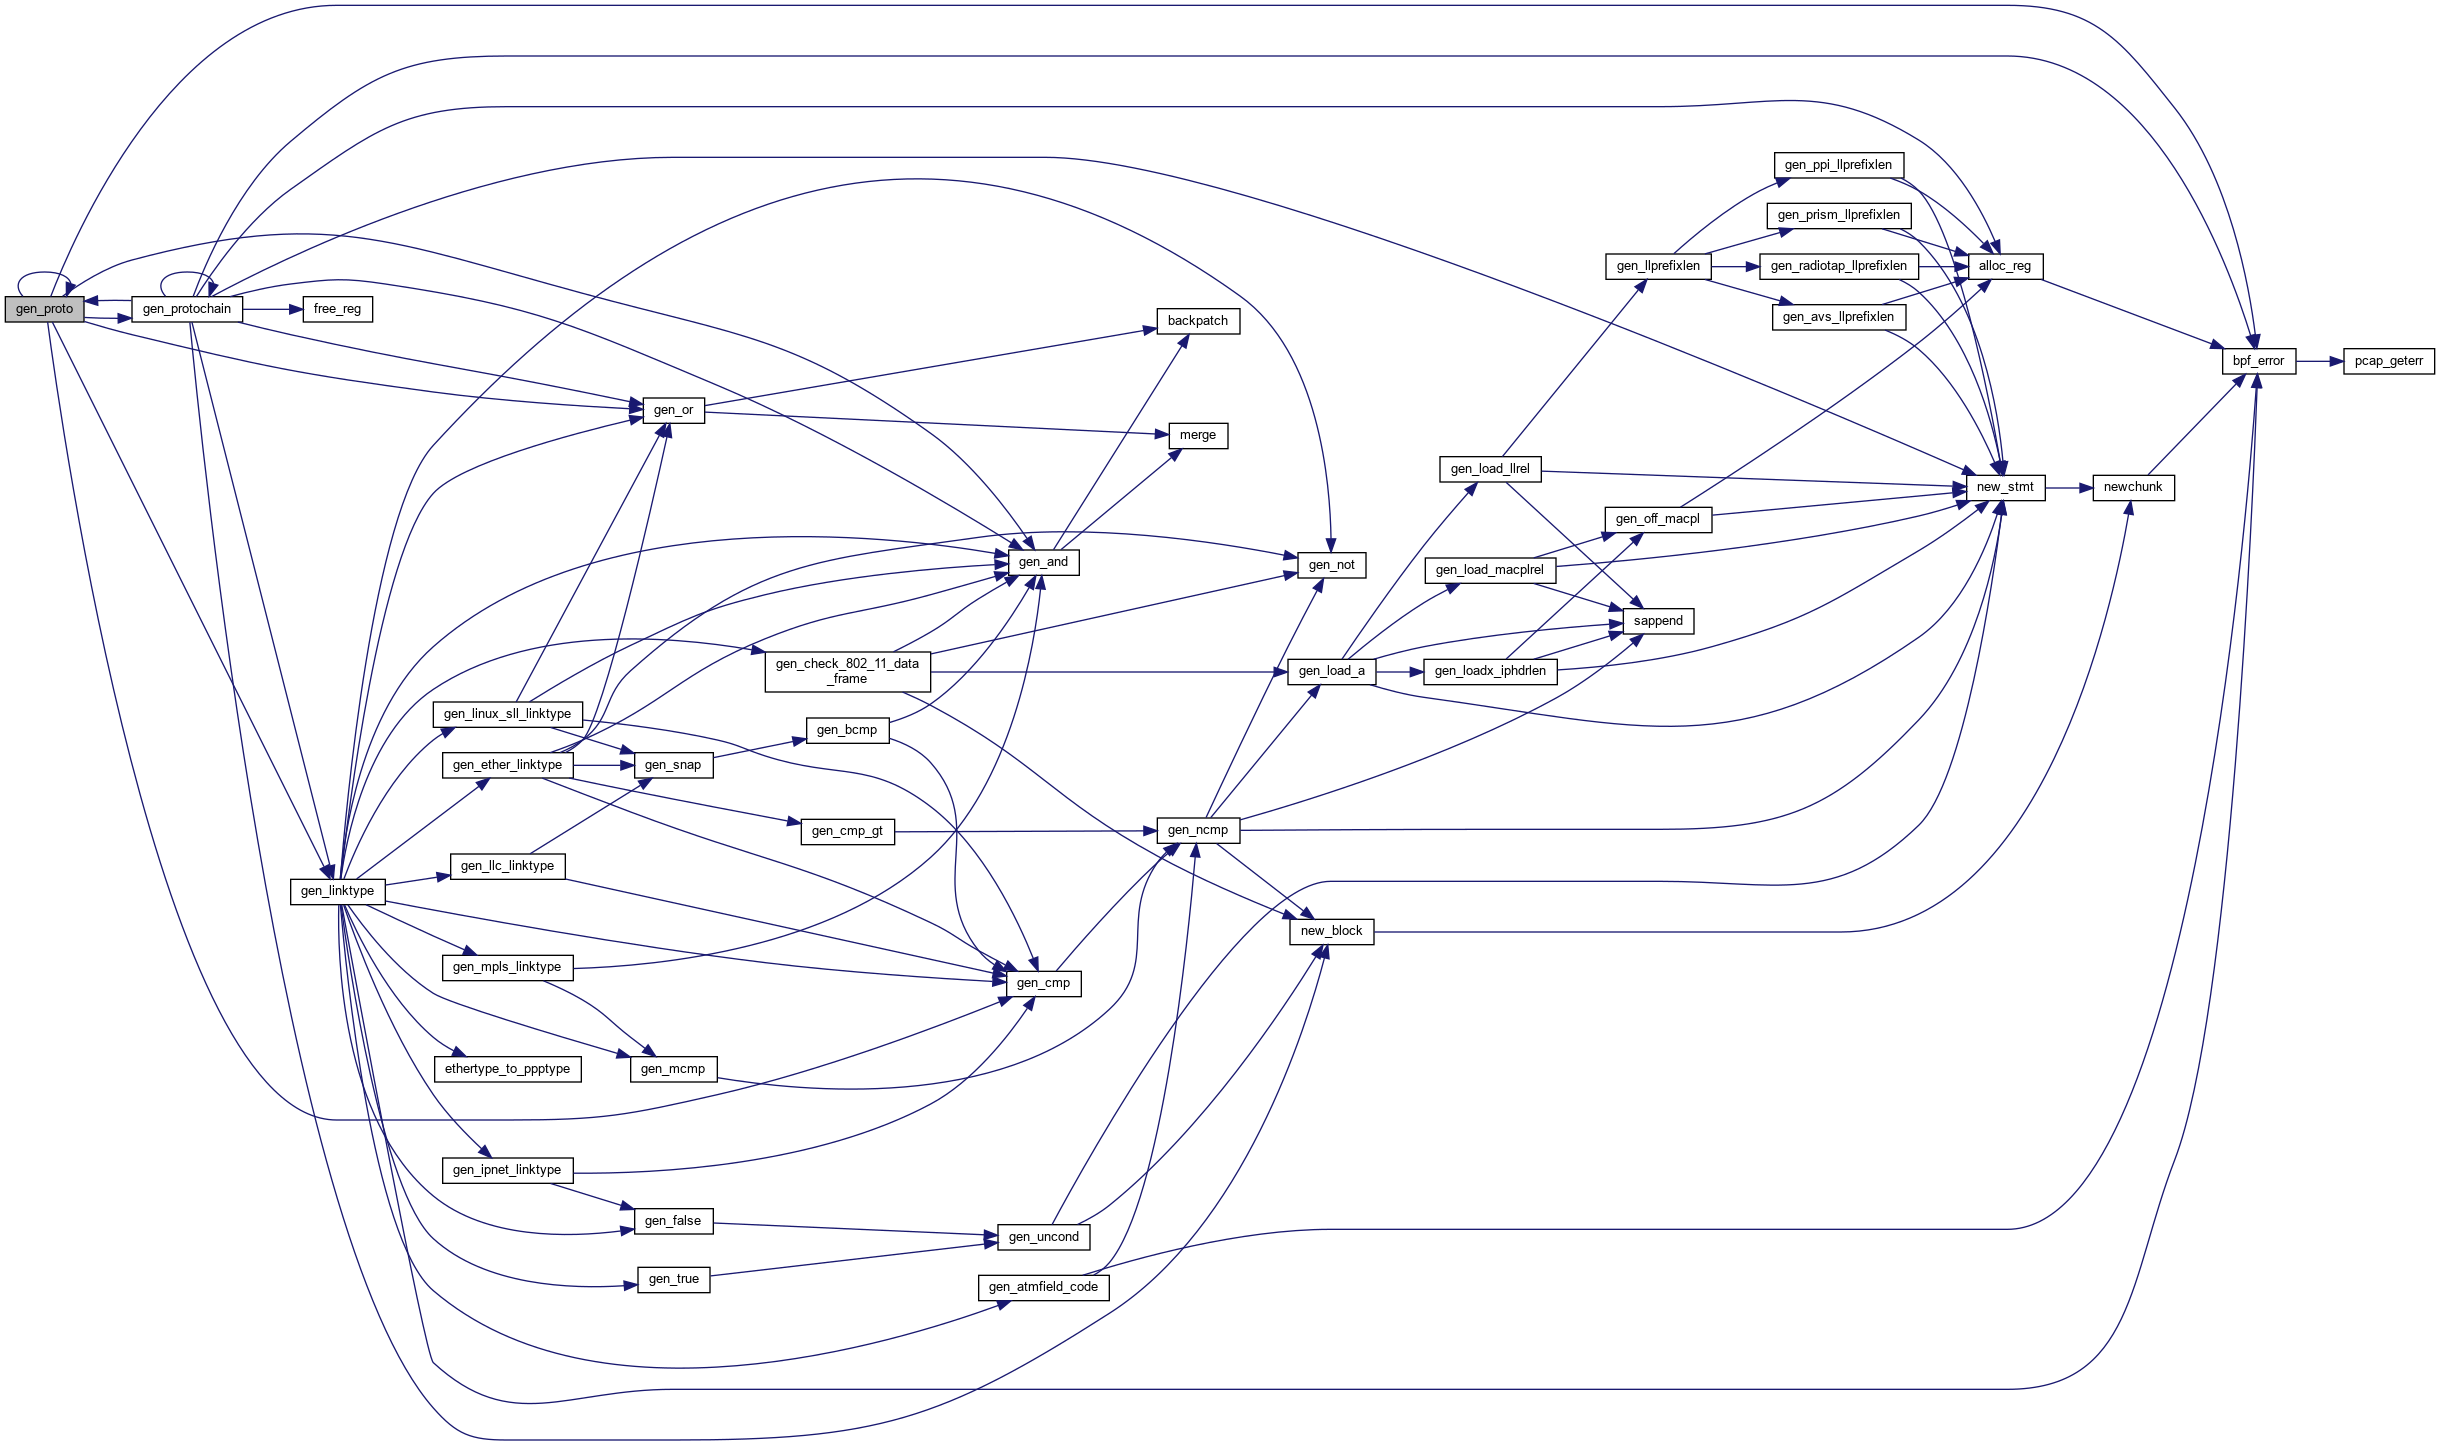 gen_proto
gen_protochain
free_reg
gen_linktype
gen_linux_sll_linktype
gen_ether_linktype
gen_llc_linktype
gen_mpls_linktype
ethertype_to_ppptype
gen_ipnet_linktype
gen_or
gen_snap
gen_mcmp
gen_false
gen_true
gen_check_802_11_data
_frame
gen_bcmp
gen_cmp_gt
gen_and
gen_cmp
gen_uncond
gen_atmfield_code
backpatch
merge
gen_ncmp
gen_not
gen_load_a
new_block
gen_load_llrel
gen_load_macplrel
gen_loadx_iphdrlen
gen_llprefixlen
gen_off_macpl
sappend
gen_ppi_llprefixlen
gen_prism_llprefixlen
gen_radiotap_llprefixlen
gen_avs_llprefixlen
alloc_reg
new_stmt
newchunk
bpf_error
pcap_geterr